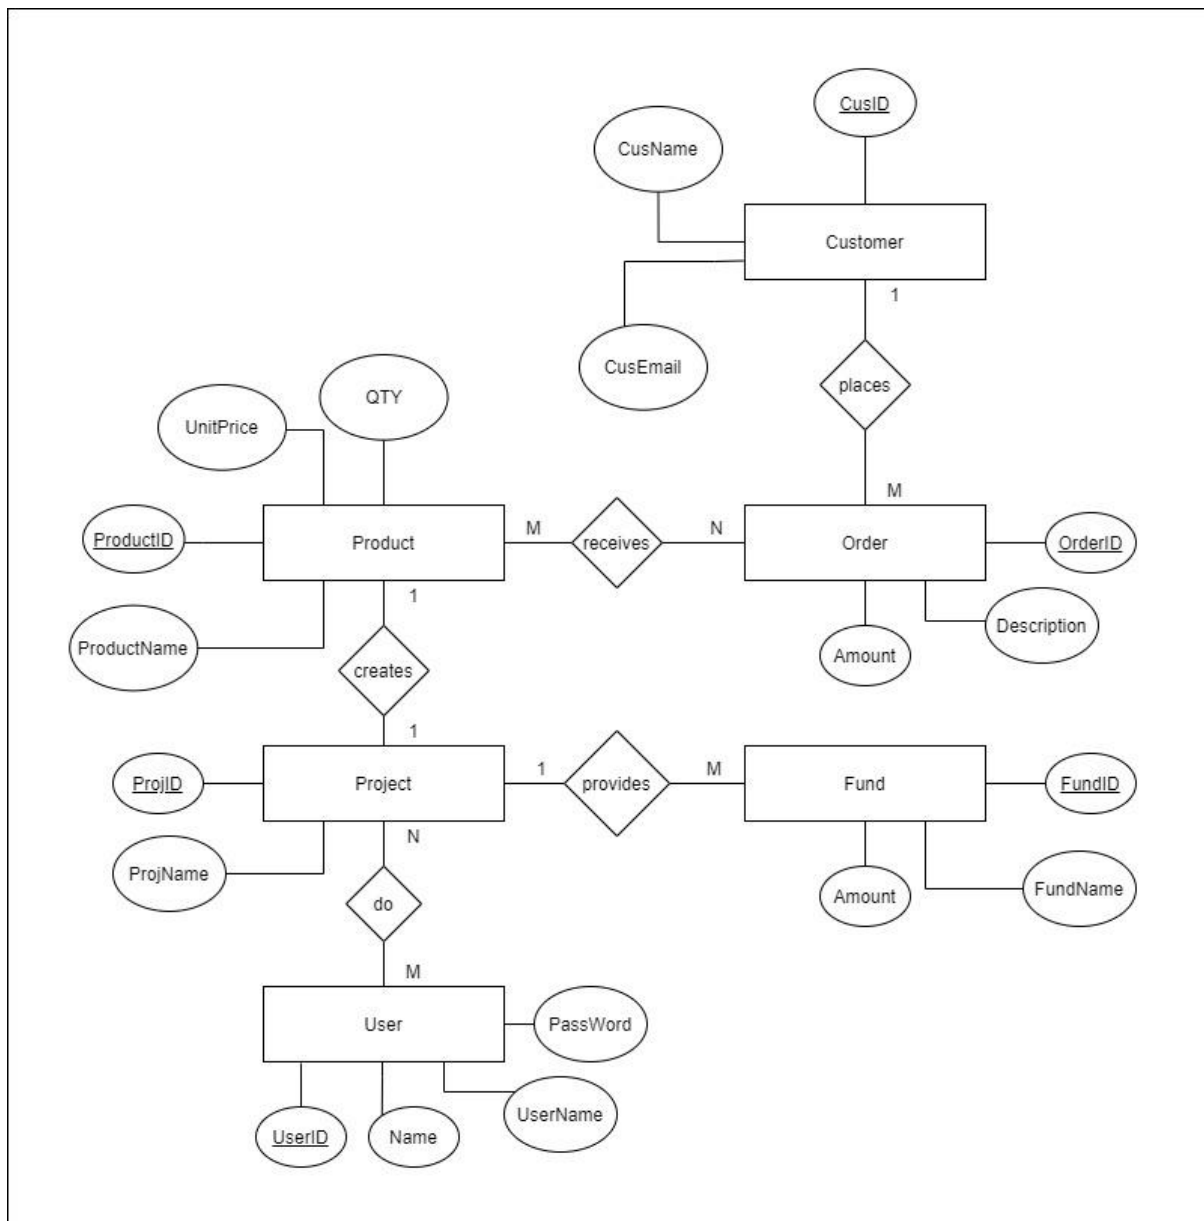 CusID
CusName
Customer
1
CusEmail
places
QTY
UnitPrice
M
ProductID
Product
M
receives
N
Order
OrderID
1
Description
ProductName
creates
Amount
1
ProjID
Project
1
provides
M
Fund
FundID
N
ProjName
do
Amount
FundName
M
User
PassWord
UserName
UserID
Name